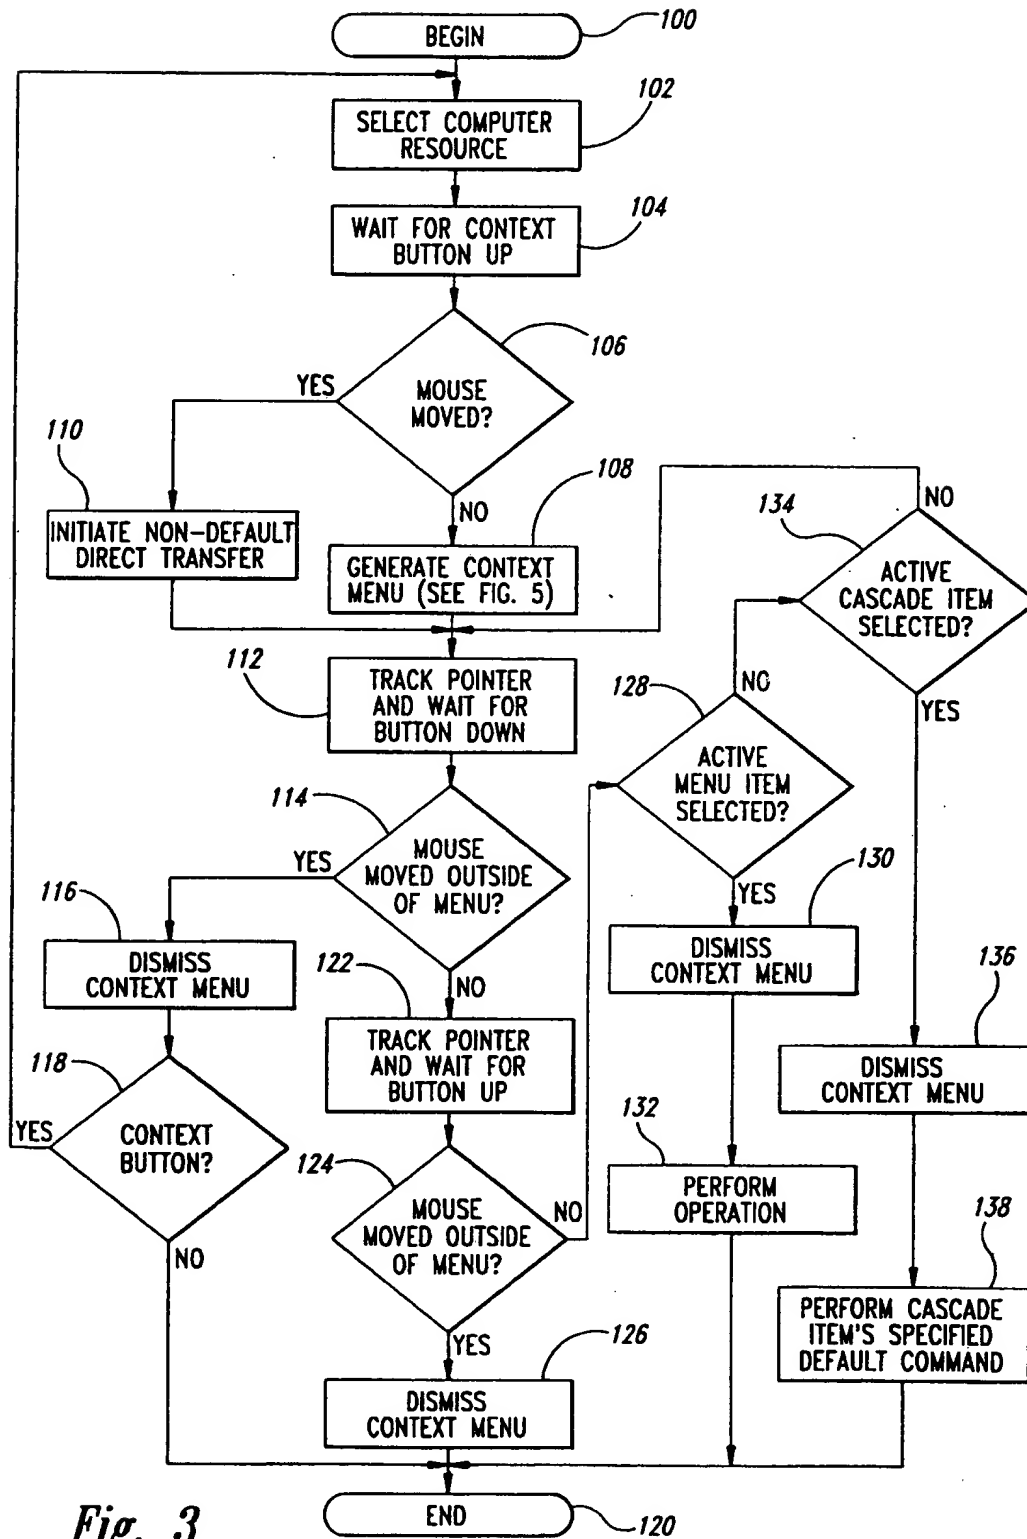 BEGIN
100
102
SELECT COMPUTER
RESOURCE
104
WAIT FOR CONTEXT
BUTTON UP
106
YES
MOUSE
MOVED?
110
108
NO
134
NO
INITIATE NON-DEFAULT
DIRECT TRANSFER
GENERATE CONTEXT
MENU (SEE FIG. 5)
ACTIVE
CASCADE ITEM
SELECTED?
112
TRACK POINTER
AND WAIT FOR
BUTTON DOWN
128
NO
YES
ACTIVE
MENU ITEM
SELECTED?
114
YES
MOUSE
MOVED OUTSIDE
OF MENU?
130
YES
116
DISMISS
CONTEXT MENU
122
NO
DISMISS
CONTEXT MENU
136
TRACK POINTER
AND WAIT FOR
BUTTON UP
118
DISMISS
CONTEXT MENU
YES
CONTEXT
BUTTON?
132
124
PERFORM
OPERATION
MOUSE
MOVED OUTSIDE
OF MENU?
NO
138
NO
PERFORM CASCADE
ITEM'S SPECIFIED
DEFAULT COMMAND
YES
126
DISMISS
CONTEXT MENU
END
120
Fig. 3